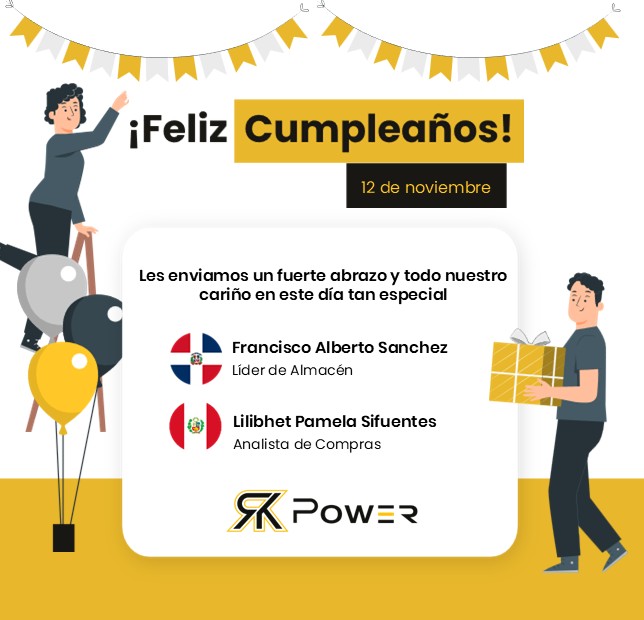 ¡Feliz Cumpleaños!
12 de noviembre
Les enviamos un fuerte abrazo y todo nuestro
cariño en este día tan especial
Francisco Alberto Sanchez
Líder de Almacén
Lilibhet Pamela Sifuentes
Analista de Compras
RK Power